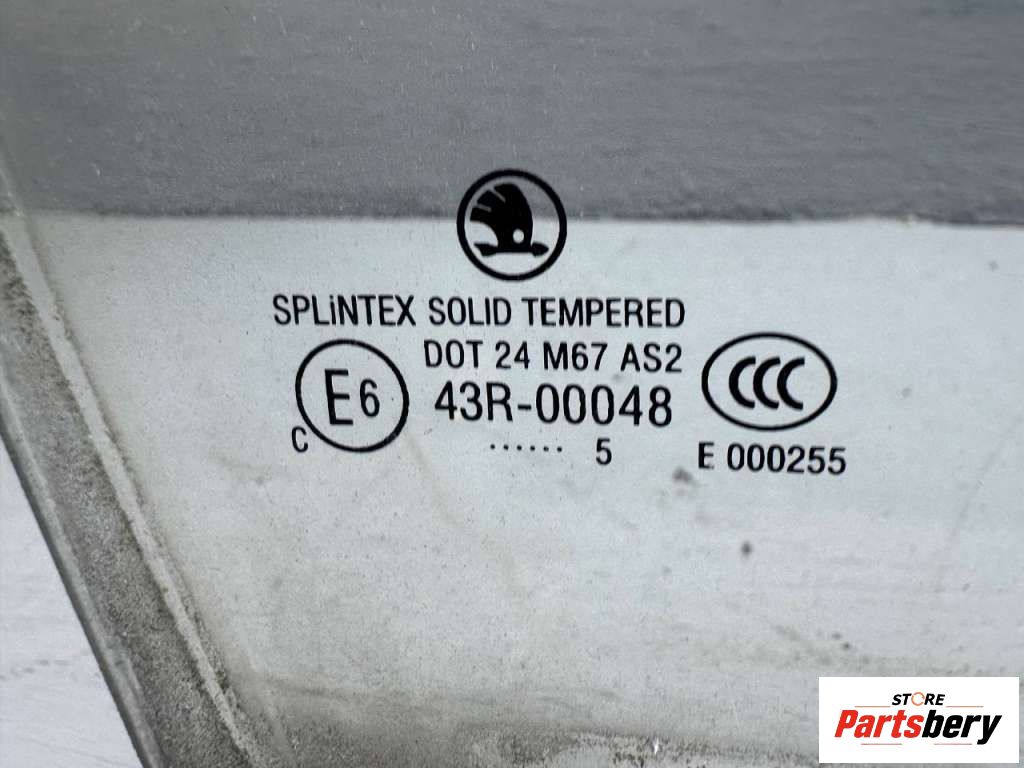 SPLiNTEX SOLID TEMPERED
DOT 24 M67 AS2
E6
43R-00048
CCC
C
...... 5
E 000255
STORE
Partsbery